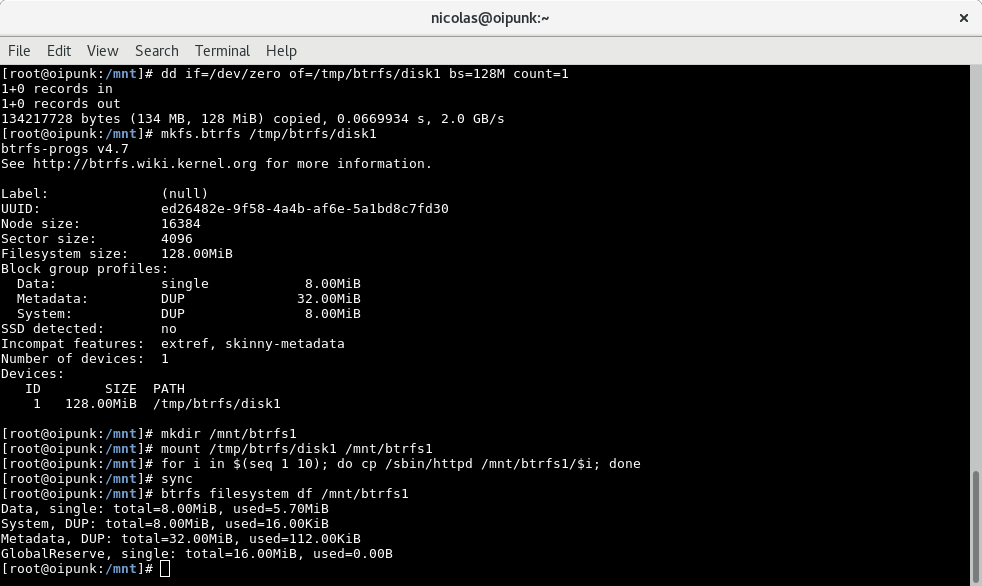 nicolas@oipunk:~
File Edit View Search Terminal Help
[root@oipunk:/mnt]# dd if=/dev/zero of=/tmp/btrfs/disk1 bs=128M count=1
1+0 records in
1+0 records out
134217728 bytes (134 MB, 128 MiB) copied, 0.0669934 s, 2.0 GB/s
[root@oipunk:/mnt]# mkfs.btrfs /tmp/btrfs/disk1
btrfs-progs v4.7
See http://btrfs.wiki.kernel.org for more information.

Label:              (null)
UUID:               ed26482e-9f58-4a4b-af6e-5a1bd8c7fd30
Node size:          16384
Sector size:        4096
Filesystem size:    128.00MiB
Block group profiles:
  Data:             single            8.00MiB
  Metadata:         DUP              32.00MiB
  System:           DUP               8.00MiB
SSD detected:       no
Incompat features:  extref, skinny-metadata
Number of devices:  1
Devices:
   ID        SIZE  PATH
    1   128.00MiB  /tmp/btrfs/disk1

[root@oipunk:/mnt]# mkdir /mnt/btrfs1
[root@oipunk:/mnt]# mount /tmp/btrfs/disk1 /mnt/btrfs1
[root@oipunk:/mnt]# for i in $(seq 1 10); do cp /sbin/httpd /mnt/btrfs1/$i; done
[root@oipunk:/mnt]# sync
[root@oipunk:/mnt]# btrfs filesystem df /mnt/btrfs1
Data, single: total=8.00MiB, used=5.70MiB
System, DUP: total=8.00MiB, used=16.00KiB
Metadata, DUP: total=32.00MiB, used=112.00KiB
GlobalReserve, single: total=16.00MiB, used=0.00B
[root@oipunk:/mnt]#